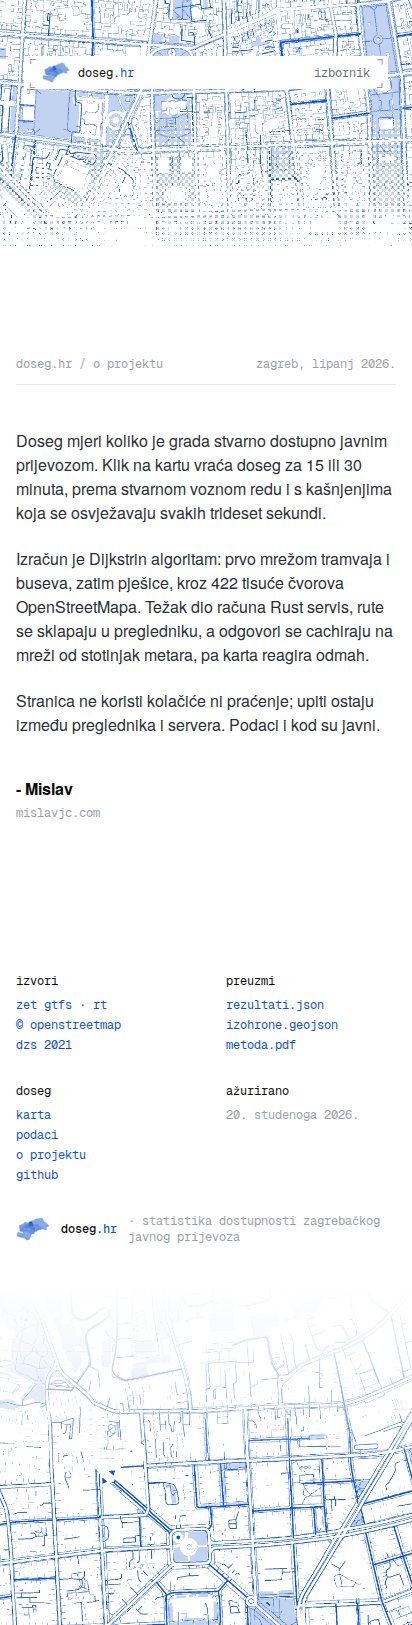 doseg.hr
izbornik
doseg.hr / o projektu
zagreb, lipanj 2026.
Doseg mjeri koliko je grada stvarno dostupno javnim
prijevozom. Klik na kartu vraća doseg za 15 ili 30
minuta, prema stvarnom voznom redu i s kašnjenjima
koja se osvježavaju svakih trideset sekundi.
Izračun je Dijkstrin algoritam: prvo mrežom tramvaja i
buseva, zatim pješice, kroz 422 tisuće čvorova
OpenStreetMapa. Težak dio računa Rust servis, rute
se sklapaju u pregledniku, a odgovori se cachiraju na
mreži od stotinjak metara, pa karta reagira odmah.
Stranica ne koristi kolačiće ni praćenje; upiti ostaju
između preglednika i servera. Podaci i kod su javni.
- Mislav
mislavjc.com
izvori
zet gtfs · rt
© openstreetmap
dzs 2021
preuzmi
rezultati.json
izohrone.geojson
metoda.pdf
doseg
karta
podaci
o projektu
github
ažurirano
20. studenoga 2026.
doseg.hr
· statistika dostupnosti zagrebačkog
javnog prijevoza